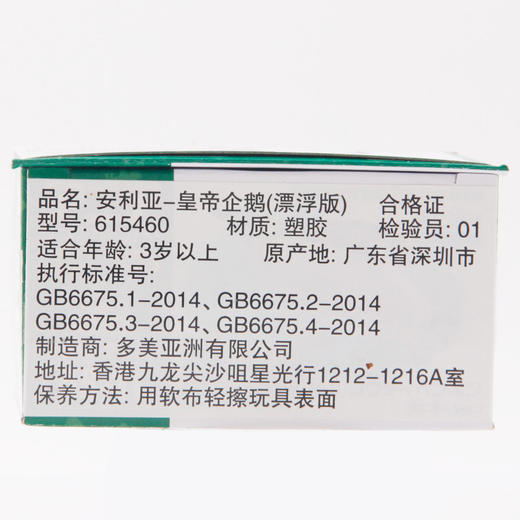 品名: 安利亚-皇帝企鹅(漂浮版) 合格证
型号: 615460 材质: 塑胶 检验员: 01
适合年龄: 3岁以上 原产地: 广东省深圳市
执行标准号:
GB6675.1-2014、GB6675.2-2014
GB6675.3-2014、GB6675.4-2014
制造商: 多美亚洲有限公司
地址: 香港九龙尖沙咀星光行1212-1216A室
保养方法: 用软布轻擦玩具表面